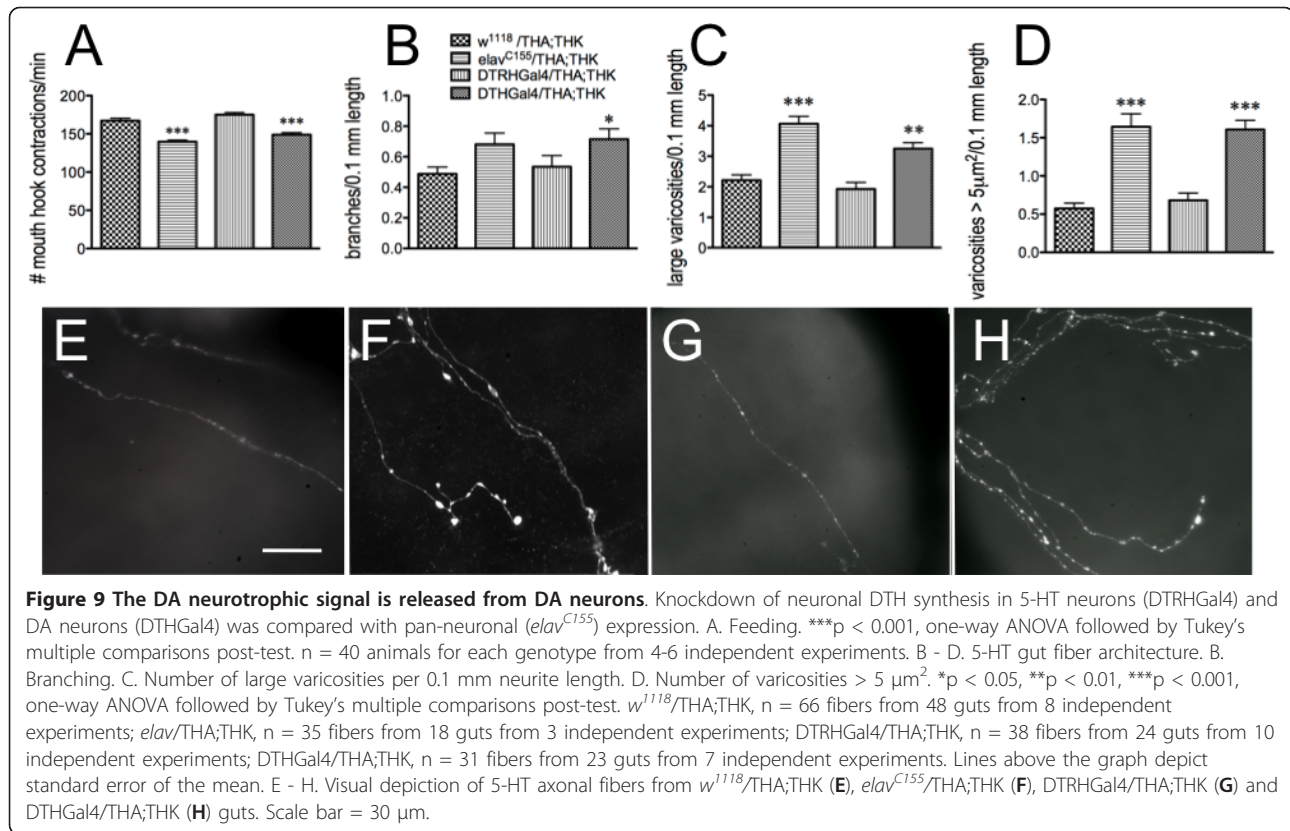 A
B
C
D
w1118 /THA;THK
elavC155/THA;THK
DTRHGal4/THA;THK
DTHGal4/THA;THK
# mouth hook contractions/min
200
150
100
50
0
***
***
branches/0.1 mm length
1.0
0.8
0.6
0.4
0.2
0.0
*
large varicosities/0.1 mm length
5
4
3
2
1
0
***
**
varicosities > 5μm2/0.1 mm length
2.0
1.5
1.0
0.5
0.0
***
***
E
F
G
H
Figure 9 The DA neurotrophic signal is released from DA neurons. Knockdown of neuronal DTH synthesis in 5-HT neurons (DTRHGal4) and
DA neurons (DTHGal4) was compared with pan-neuronal (elavC155) expression. A. Feeding. ***p < 0.001, one-way ANOVA followed by Tukey's
multiple comparisons post-test. n = 40 animals for each genotype from 4-6 independent experiments. B - D. 5-HT gut fiber architecture. B.
Branching. C. Number of large varicosities per 0.1 mm neurite length. D. Number of varicosities > 5 μm2. *p < 0.05, **p < 0.01, ***p < 0.001,
one-way ANOVA followed by Tukey's multiple comparisons post-test. w1118/THA;THK, n = 66 fibers from 48 guts from 8 independent
experiments; elav/THA;THK, n = 35 fibers from 18 guts from 3 independent experiments; DTRHGal4/THA;THK, n = 38 fibers from 24 guts from 10
independent experiments; DTHGal4/THA;THK, n = 31 fibers from 23 guts from 7 independent experiments. Lines above the graph depict
standard error of the mean. E - H. Visual depiction of 5-HT axonal fibers from w1118/THA;THK (E), elavC155/THA;THK (F), DTRHGal4/THA;THK (G) and
DTHGal4/THA;THK (H) guts. Scale bar = 30 μm.